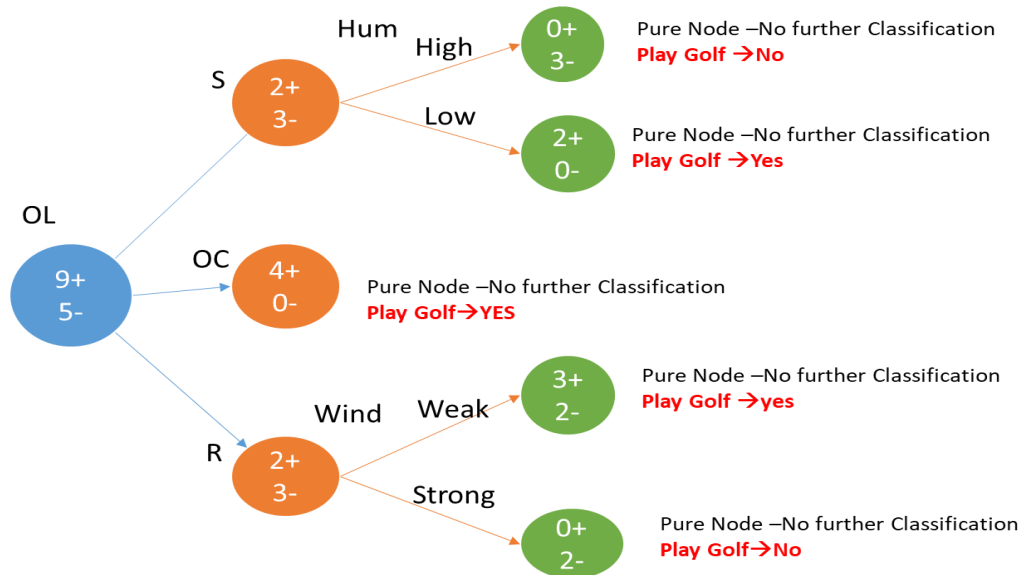 Hum
High
0+
3-
Pure Node –No further Classification
Play Golf →No
S
2+
3-
Low
2+
0-
Pure Node –No further Classification
Play Golf →Yes
OL
9+
5-
OC
4+
0-
Pure Node –No further Classification
Play Golf→YES
Wind
Weak
3+
2-
Pure Node –No further Classification
Play Golf →yes
R
2+
3-
Strong
0+
2-
Pure Node –No further Classification
Play Golf→No